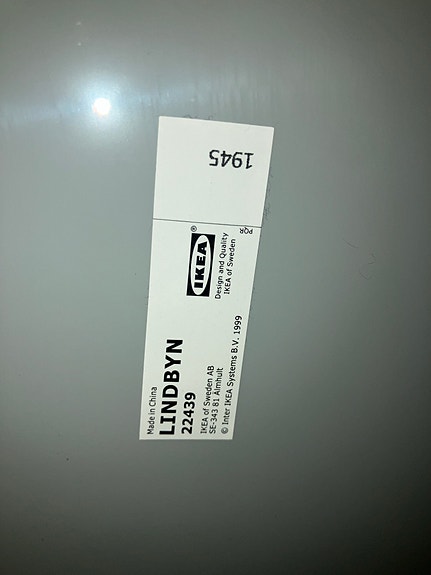 Made in China
LINDBYN
22439
IKEA of Sweden AB
SE-343 81 Älmhult
© Inter IKEA Systems B.V. 1999
IKEA®
Design and Quality
IKEA of Sweden
PQR
1945